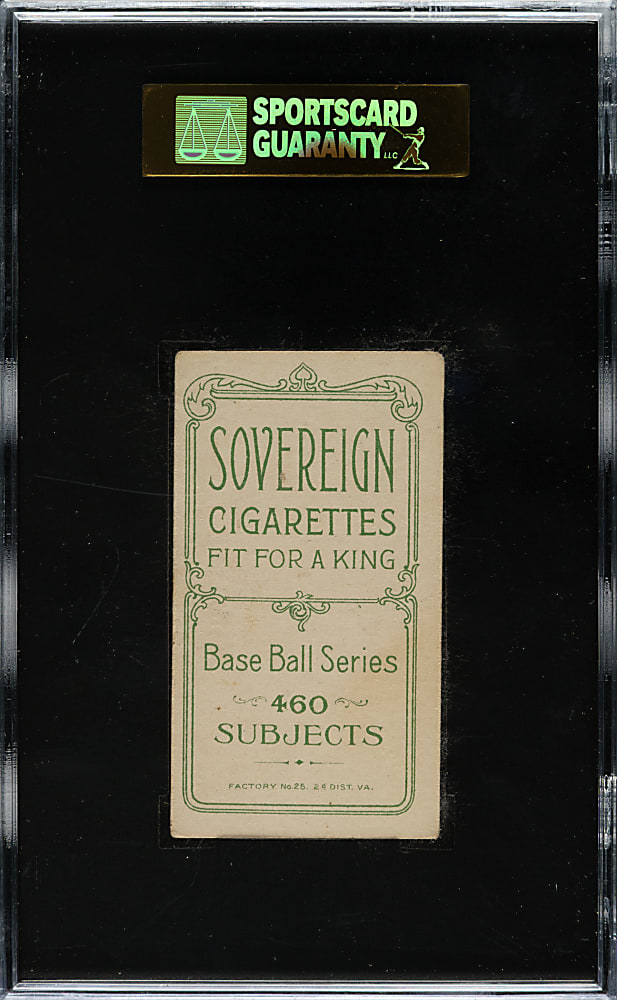 SPORTSCARD
GUARANTY LLC
SOVEREIGN
CIGARETTES
FIT FOR A KING
Base Ball Series
460
SUBJECTS
FACTORY No. 25. 2d DIST. VA.